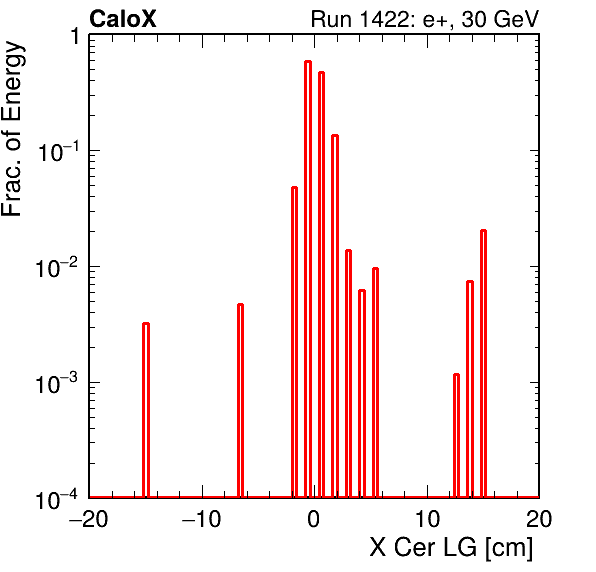 CaloX Run 1422: e+, 30 GeV
Frac. of Energy
1
10⁻¹
10⁻²
10⁻³
10⁻⁴
−20 −10 0 10 20
X Cer LG [cm]